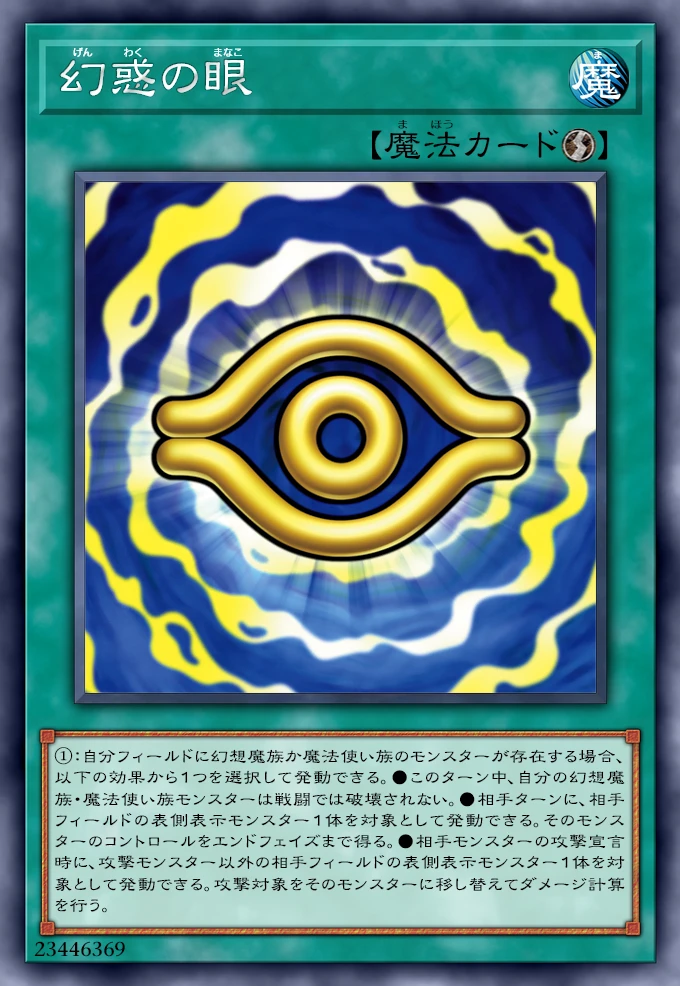 げん わく まなこ
幻惑の眼
ま
魔
ま ほう
【魔法カード】
①：自分フィールドに幻想魔族か魔法使い族のモンスターが存在する場合、
以下の効果から1つを選択して発動できる。●このターン中、自分の幻想魔
族・魔法使い族モンスターは戦闘では破壊されない。●相手ターンに、相手
フィールドの表側表示モンスター1体を対象として発動できる。そのモンス
ターのコントロールをエンドフェイズまで得る。●相手モンスターの攻撃宣言
時に、攻撃モンスター以外の相手フィールドの表側表示モンスター1体を対
象として発動できる。攻撃対象をそのモンスターに移し替えてダメージ計算
を行う。
23446369